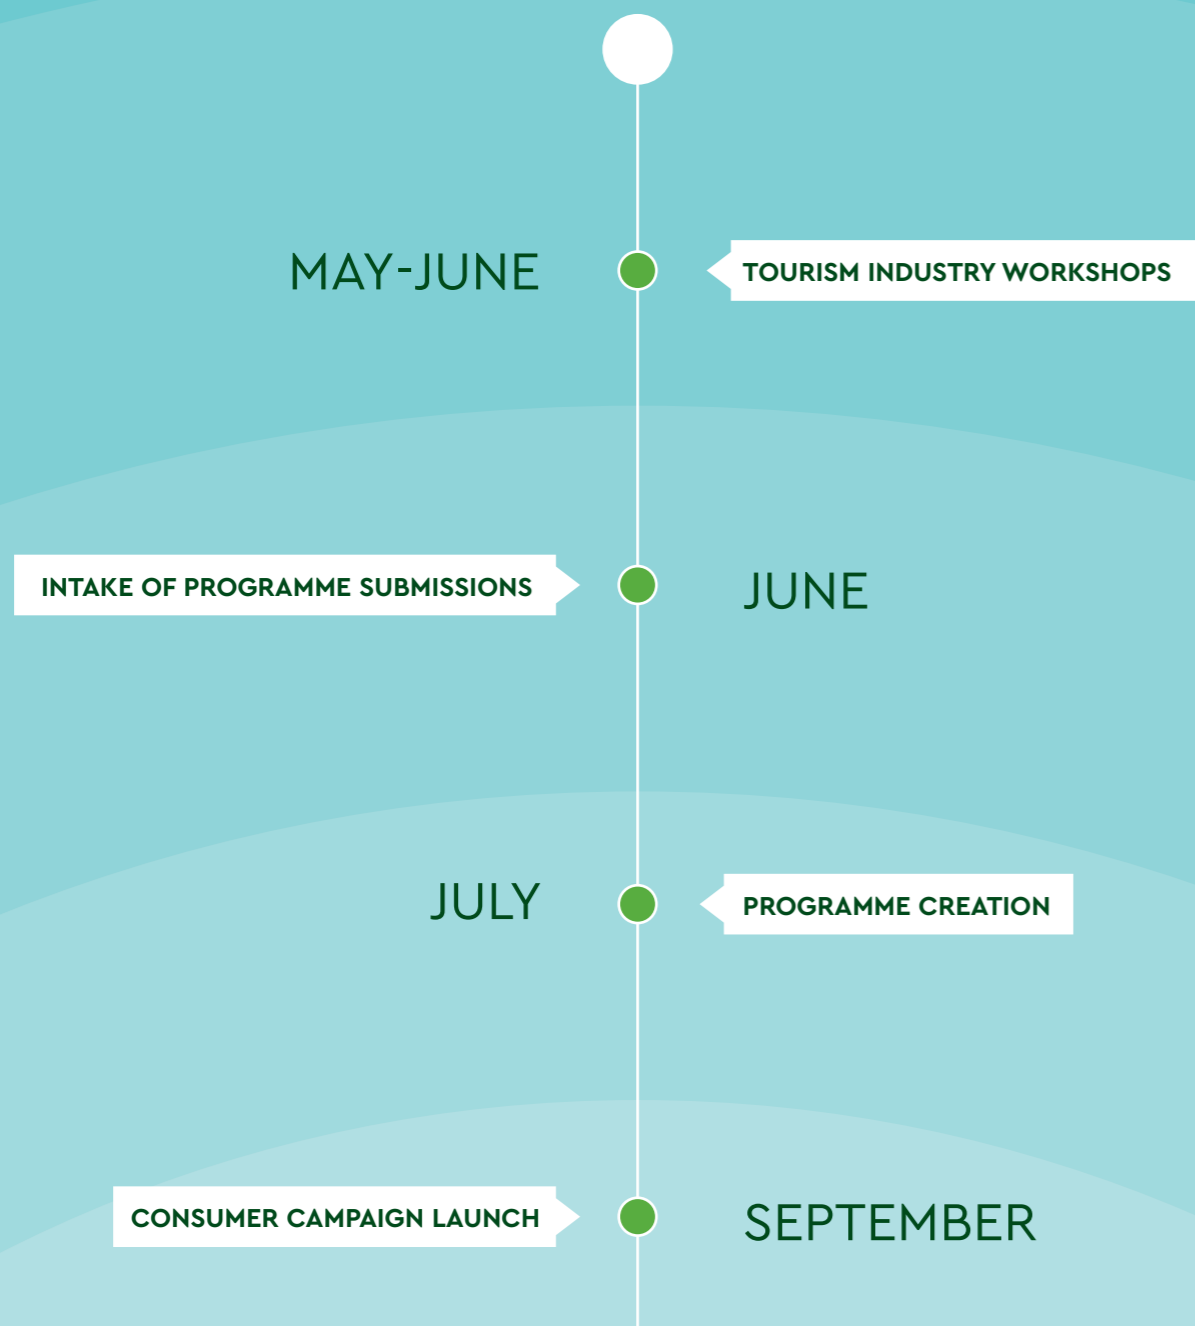 MAY-JUNE
TOURISM INDUSTRY WORKSHOPS
INTAKE OF PROGRAMME SUBMISSIONS
JUNE
JULY
PROGRAMME CREATION
CONSUMER CAMPAIGN LAUNCH
SEPTEMBER